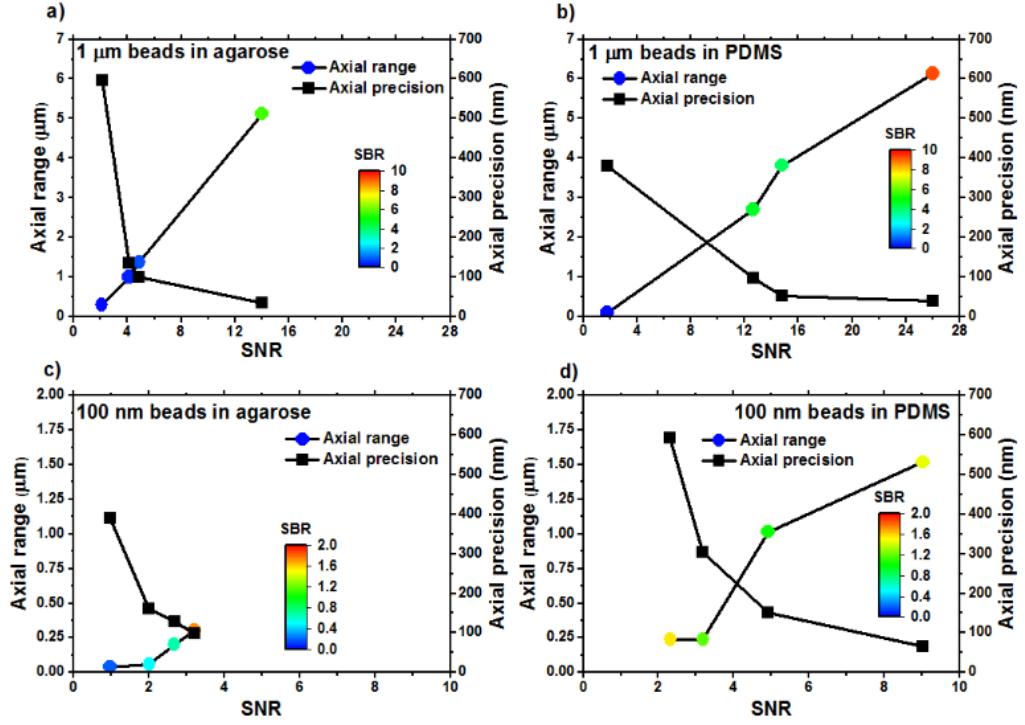 a)
1 μm beads in agarose
Axial range
Axial precision
SBR
10
8
6
4
2
0
7
6
5
4
3
2
1
0
700
600
500
400
300
200
100
0
0 4 8 12 16 20 24 28
Axial range (μm)
Axial precision (nm)
SNR
b)
1 μm beads in PDMS
Axial range
Axial precision
SBR
10
8
6
4
2
0
7
6
5
4
3
2
1
0
700
600
500
400
300
200
100
0
0 4 8 12 16 20 24 28
Axial range (μm)
Axial precision (nm)
SNR
c)
100 nm beads in agarose
Axial range
Axial precision
SBR
2.0
1.6
1.2
0.8
0.4
0.0
2.00
1.75
1.50
1.25
1.00
0.75
0.50
0.25
0.00
700
600
500
400
300
200
100
0
0 2 4 6 8 10
Axial range (μm)
Axial precision (nm)
SNR
d)
100 nm beads in PDMS
Axial range
Axial precision
SBR
2.0
1.6
1.2
0.8
0.4
0.0
2.00
1.75
1.50
1.25
1.00
0.75
0.50
0.25
0.00
700
600
500
400
300
200
100
0
0 2 4 6 8 10
Axial range (μm)
Axial precision (nm)
SNR